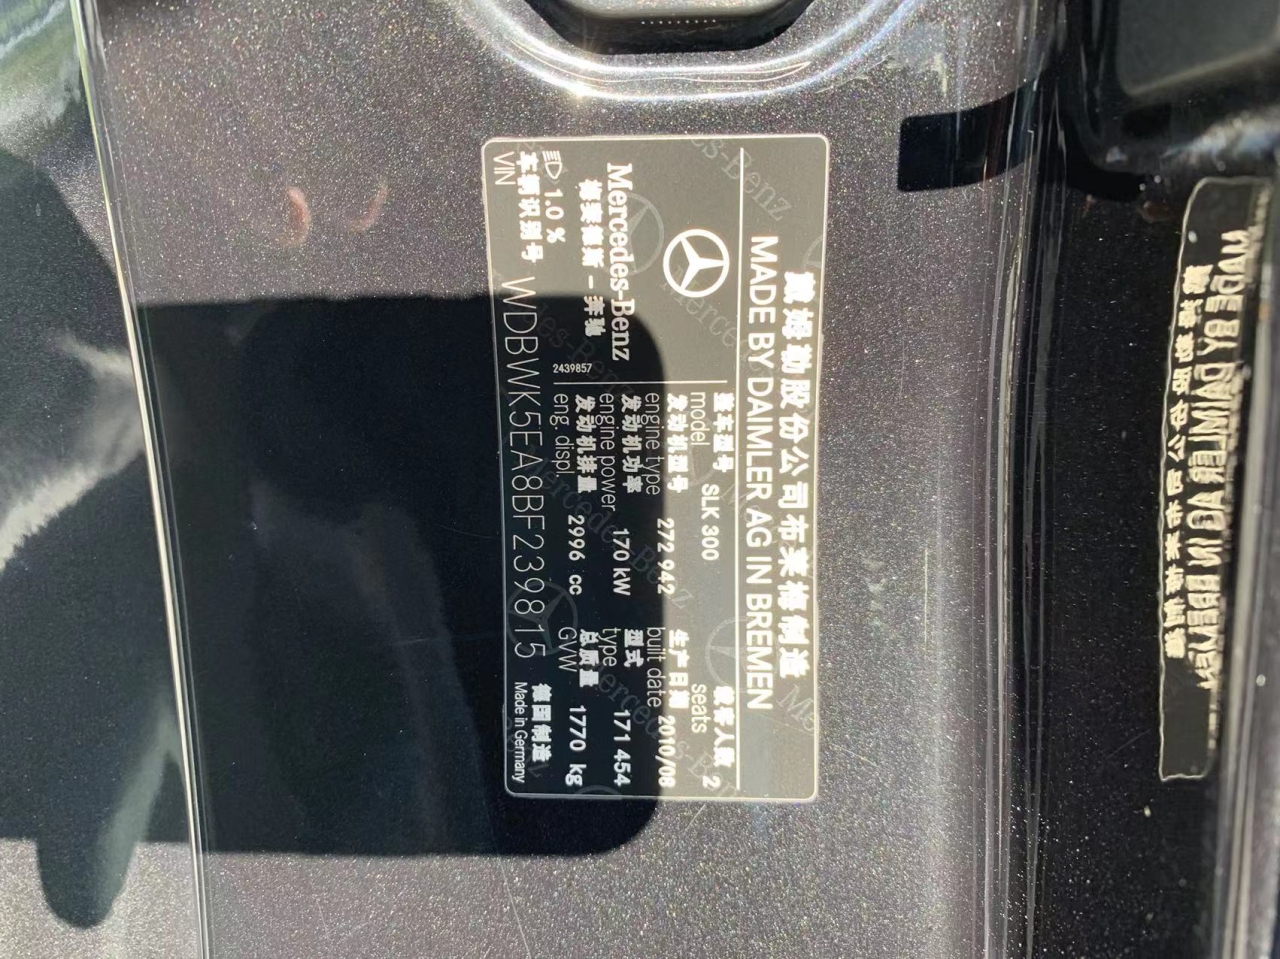 戴姆勒股份公司布莱梅制造
MADE BY DAIMLER AG IN BREMEN
Mercedes-Benz
梅赛德斯-奔驰
1.0 %
2439857
整车型号 SLK 300 载客人数 2
model seats
发动机型号 272 942 生产日期 2010/08
engine type built date
发动机功率 170 kW 型式 171 454
engine power type
发动机排量 2996 cc 总质量 1770 kg
eng. displ. GVW
车辆识别号 WDBWK5EA8BF239815 德国制造
VIN Made in Germany